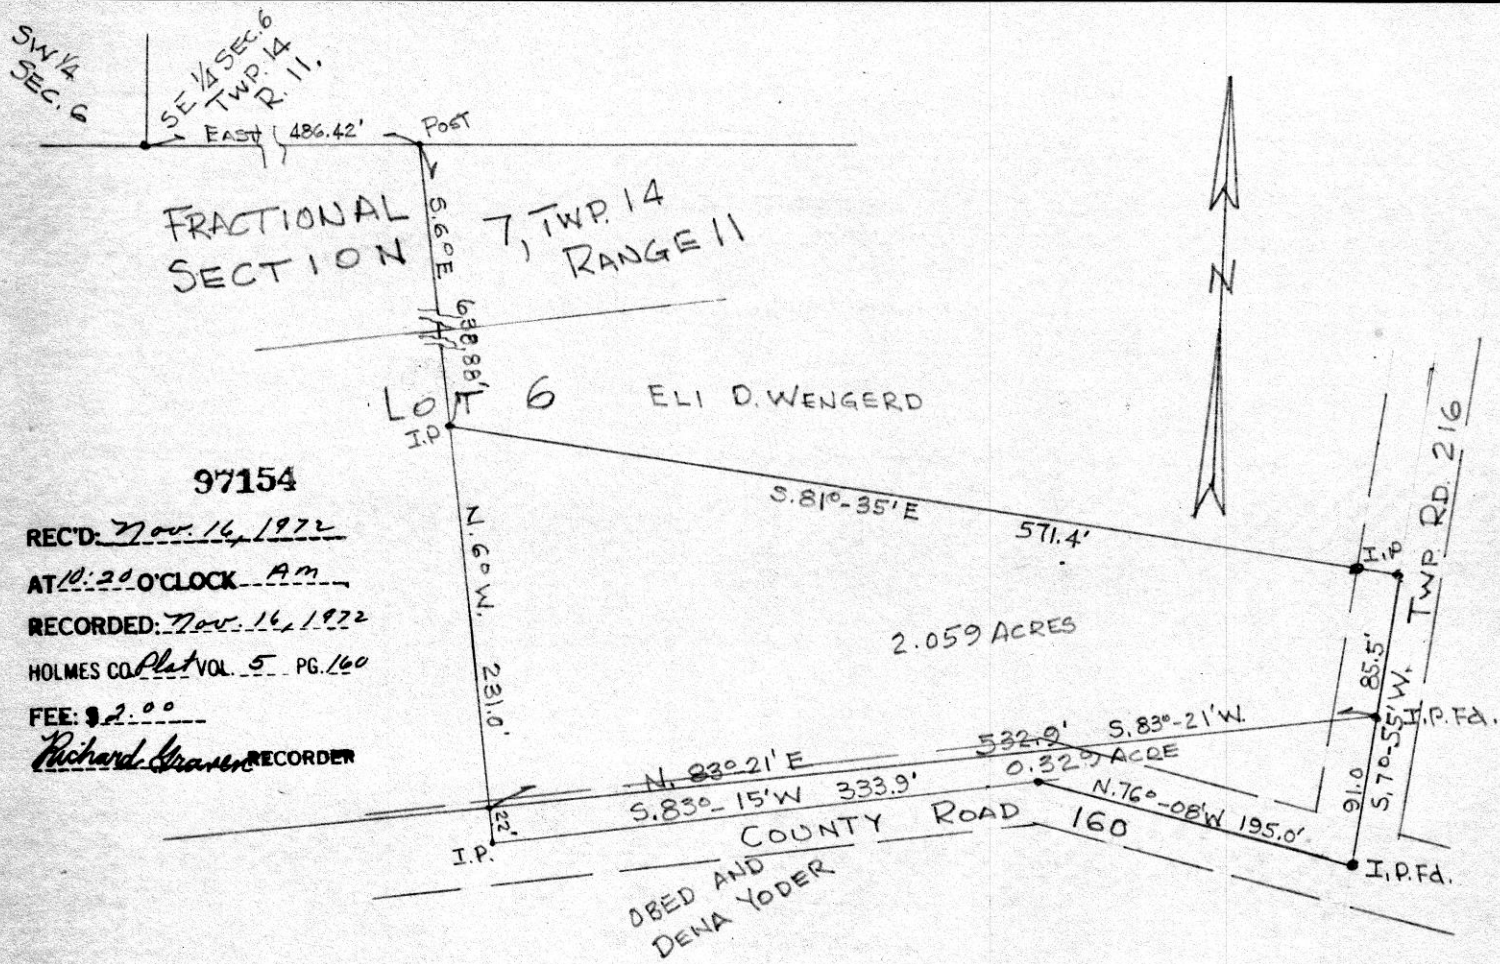 SW 1/4
SEC. 6
SE 1/4 SEC. 6
TWP. 14
R. 11.
EAST 486.42'
POST
FRACTIONAL
SECTION
7, TWP. 14
RANGE 11
S. 6° E
638.88'
N
LOT 6
ELI D. WENGERD
I.P
97154
REC'D: Nov. 16, 1972
AT 10:20 O'CLOCK AM
RECORDED: Nov. 16, 1972
HOLMES CO. Plat VOL. 5 PG. 160
FEE: $ 2.00
Richard Graven RECORDER
N. 6° W.
231.0'
S. 81°-35' E
571.4'
I.P
TWP. RD. 216
2.059 ACRES
85.5'
S. 7°-55' W.
91.0
I.P. Fd.
532.9'
S. 83°-21' W.
N. 83°-21' E
0.329 ACRE
S. 83°-15' W 333.9'
N. 76°-08' W 195.0'
22'
I.P.
COUNTY ROAD 160
I.P. Fd.
OBED AND
DENA YODER